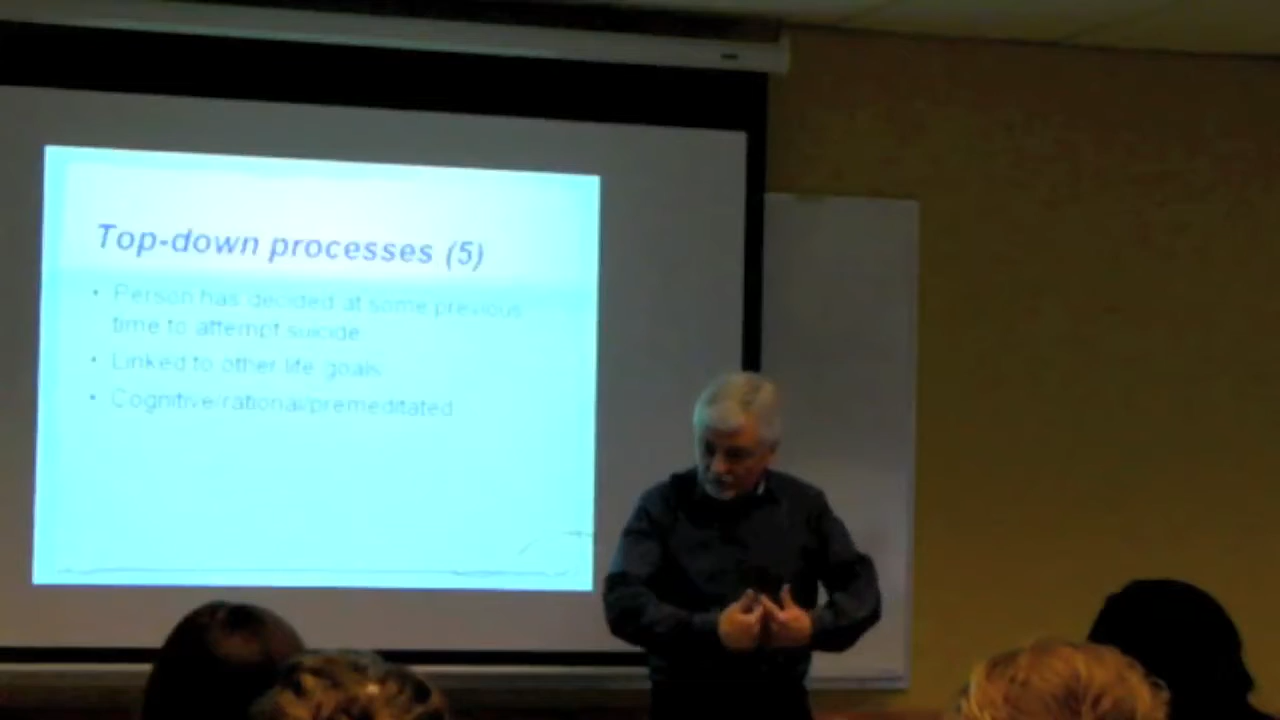 Top-down processes (5)
• Person has decided at some previous
time to attempt suicide
• Linked to other life goals
• Cognitive/rational/premeditated